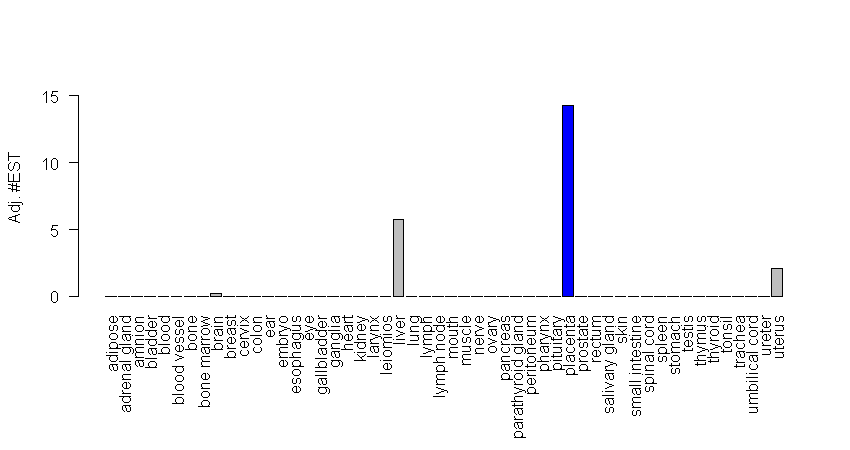 Adj. #EST
15
10
5
0
adipose
adrenal gland
amnion
bladder
blood
blood vessel
bone
bone marrow
brain
breast
cervix
colon
ear
embryo
esophagus
eye
gallbladder
ganglia
heart
kidney
larynx
leiomios
liver
lung
lymph
lymph node
mouth
muscle
nerve
ovary
pancreas
parathyroid gland
peritoneum
pharynx
pituitary
placenta
prostate
rectum
salivary gland
skin
small intestine
spinal cord
spleen
stomach
testis
thymus
thyroid
tonsil
trachea
umbilical cord
ureter
uterus